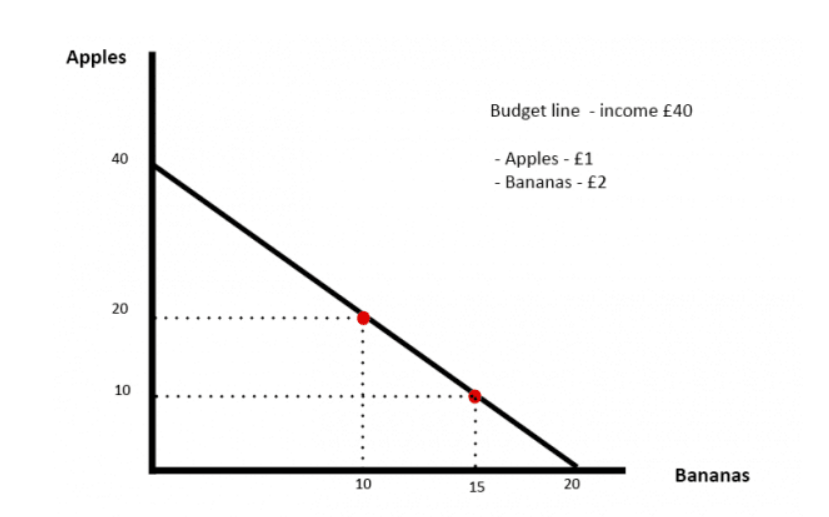 Apples
Budget line - income £40
40
- Apples - £1
- Bananas - £2
20
10
10
15
20
Bananas